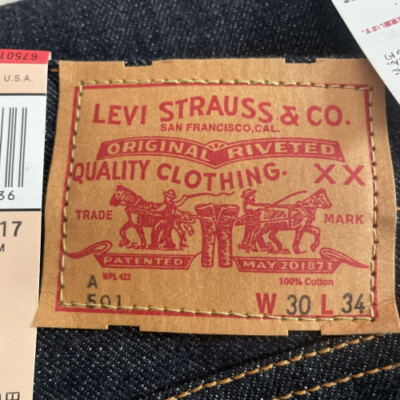 67501
U.S.A.
36
17
M
LEVI STRAUSS & CO.
SAN FRANCISCO, CAL.
ORIGINAL RIVETED
QUALITY CLOTHING. XX
TRADE MARK
PATENTED MAY 20 1873
A WPL 423 100% Cotton
501 W 30 L 34